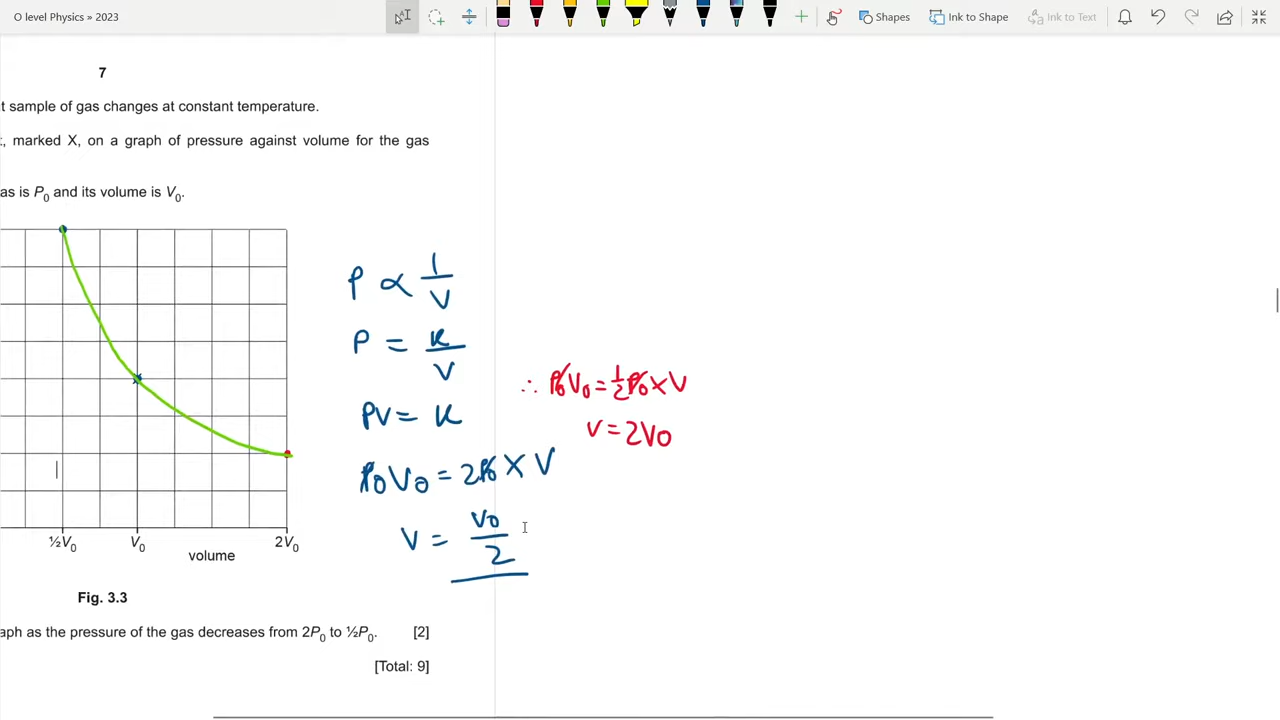 O level Physics » 2023
Shapes
Ink to Shape
Ink to Text
7
t sample of gas changes at constant temperature.
t, marked X, on a graph of pressure against volume for the gas
as is P₀ and its volume is V₀.
P ∝ 1/V
P = K/V
PV = K
∴ P₀V₀ = ½P₀ × V
V = 2V₀
P₀V₀ = 2P₀ × V
V = V₀/2
½V₀ V₀ 2V₀
volume
Fig. 3.3
aph as the pressure of the gas decreases from 2P₀ to ½P₀. [2]
[Total: 9]